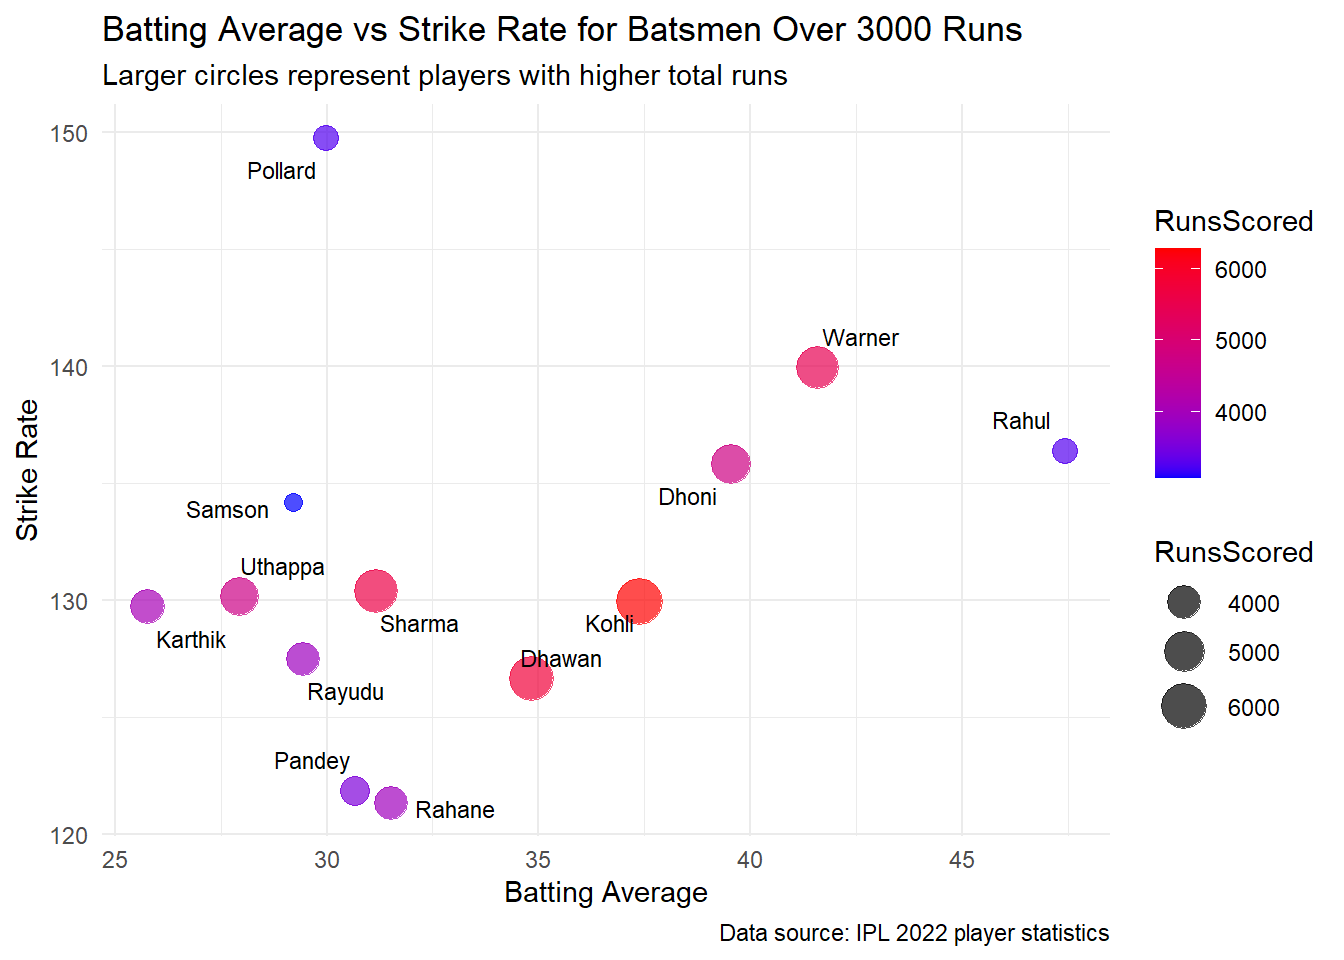 Batting Average vs Strike Rate for Batsmen Over 3000 Runs
Larger circles represent players with higher total runs
150
Pollard
RunsScored
6000
5000
4000
Warner
140
Rahul
Strike Rate
Dhoni
Samson
RunsScored
4000
5000
6000
Uthappa
130
Sharma
Kohli
Karthik
Dhawan
Rayudu
Pandey
Rahane
120
25
30
35
40
45
Batting Average
Data source: IPL 2022 player statistics